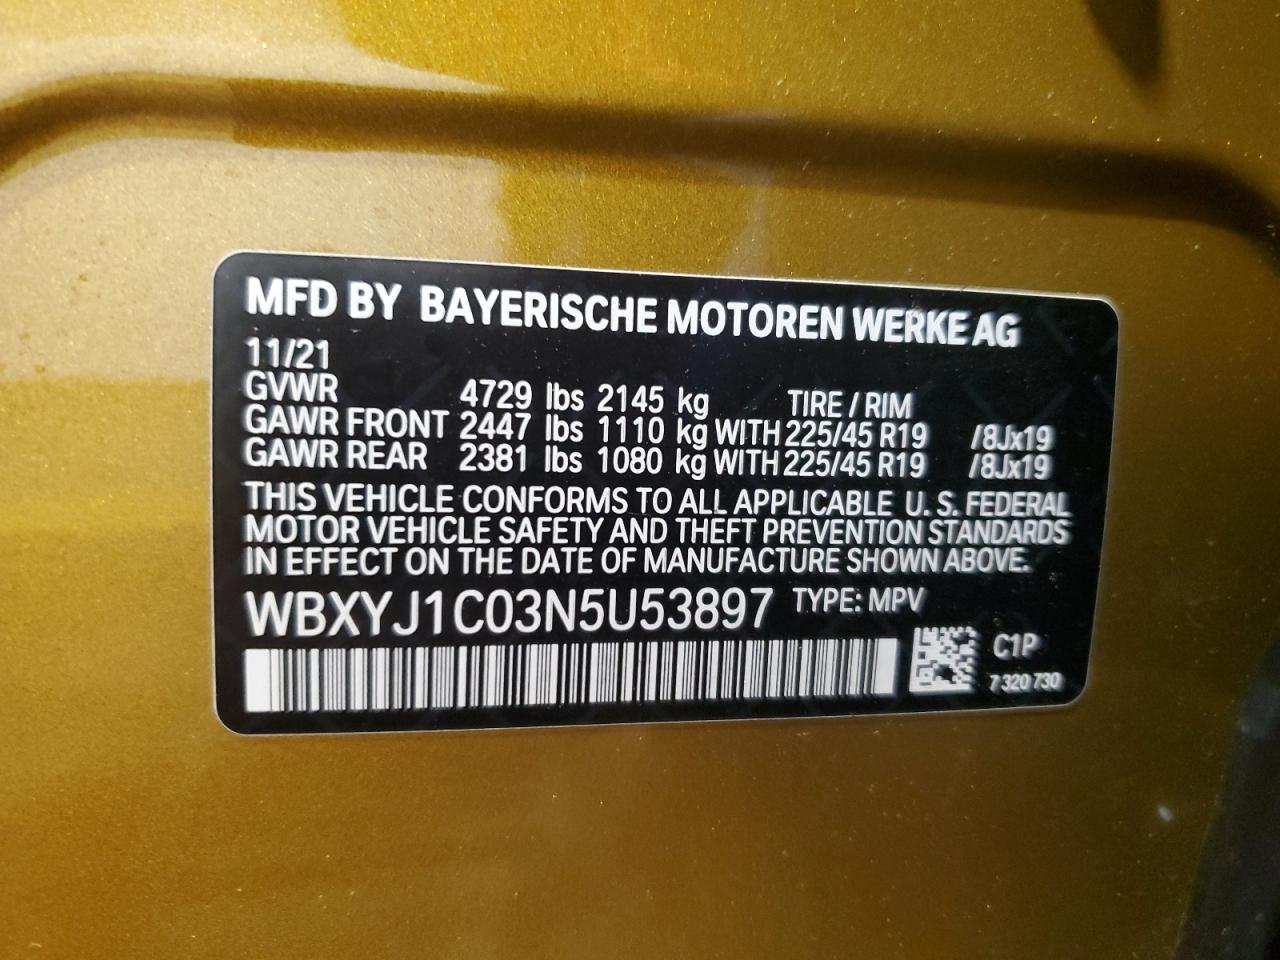 MFD BY BAYERISCHE MOTOREN WERKE AG
11/21
GVWR 4729 lbs 2145 kg TIRE / RIM
GAWR FRONT 2447 lbs 1110 kg WITH 225/45 R19 /8Jx19
GAWR REAR 2381 lbs 1080 kg WITH 225/45 R19 /8Jx19
THIS VEHICLE CONFORMS TO ALL APPLICABLE U. S. FEDERAL
MOTOR VEHICLE SAFETY AND THEFT PREVENTION STANDARDS
IN EFFECT ON THE DATE OF MANUFACTURE SHOWN ABOVE.
WBXYJ1C03N5U53897 TYPE: MPV
C1P
7 320 730